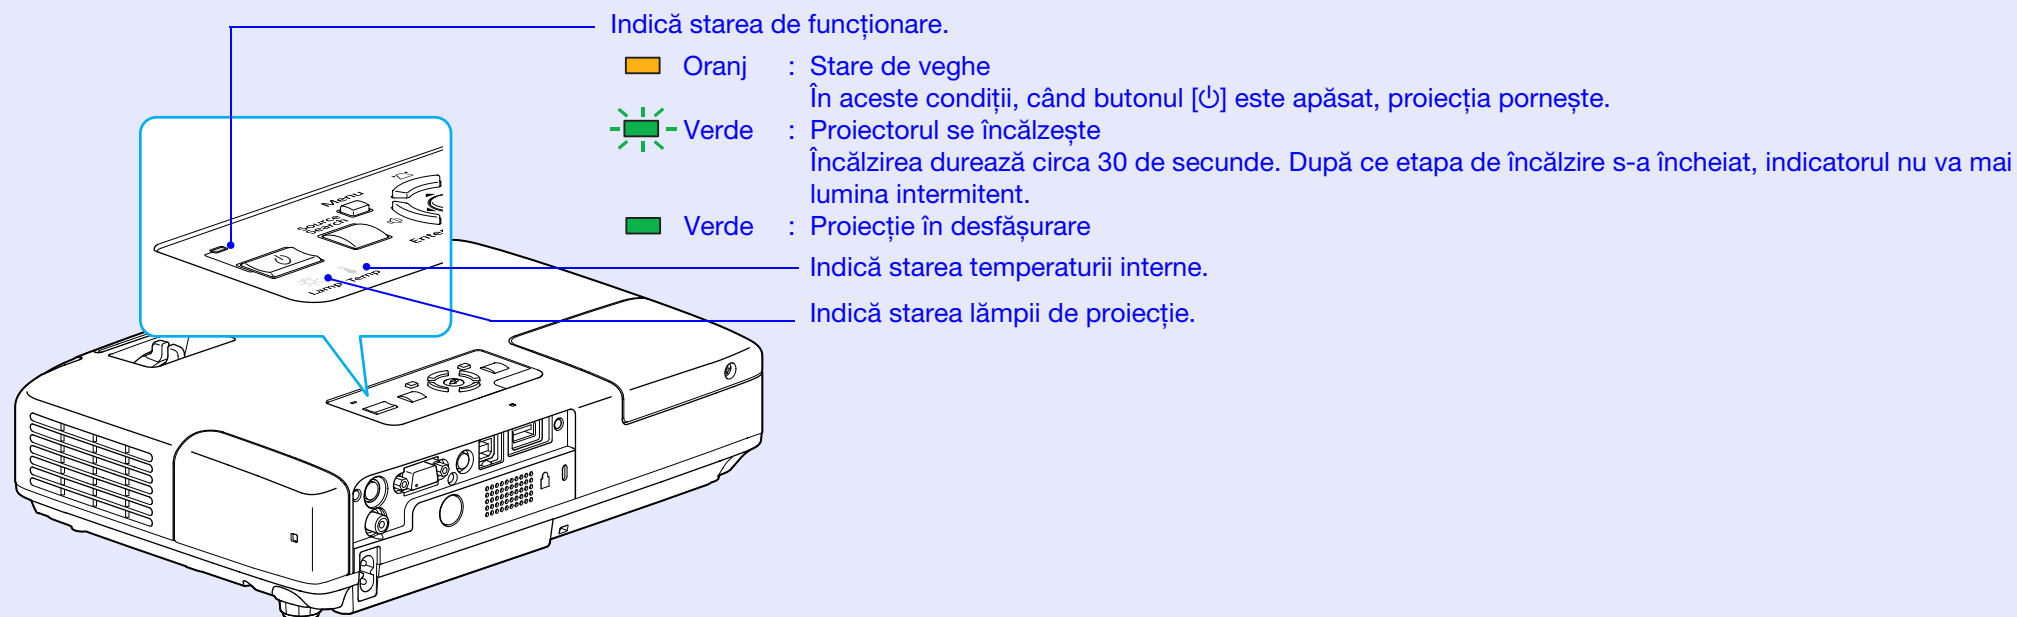 Indică starea de funcționare.
Oranj : Stare de veghe
În aceste condiții, când butonul [⏻] este apăsat, proiecția pornește.
Verde : Proiectorul se încălzește
Încălzirea durează circa 30 de secunde. După ce etapa de încălzire s-a încheiat, indicatorul nu va mai
lumina intermitent.
Verde : Proiecție în desfășurare
Indică starea temperaturii interne.
Indică starea lămpii de proiecție.
Menu
Source
Search
Enter
Lamp Temp